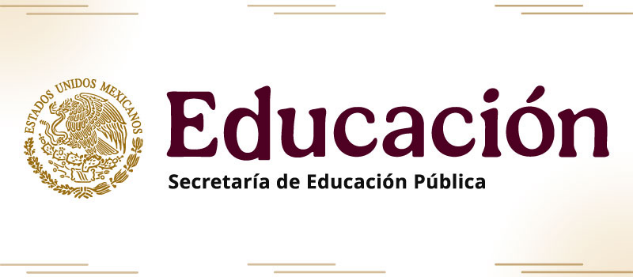 ESTADOS UNIDOS MEXICANOS
Educación
Secretaría de Educación Pública